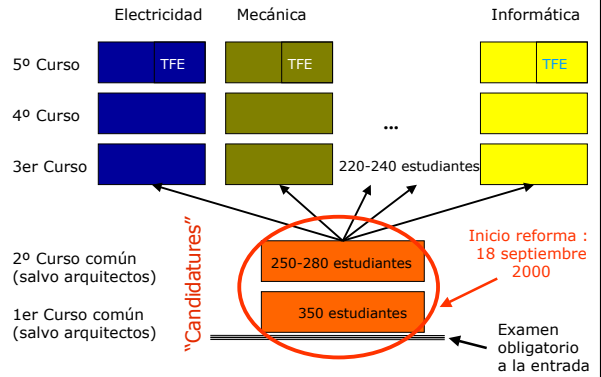 Electricidad Mecánica Informática
5º Curso TFE TFE TFE
4º Curso
...
3er Curso 220-240 estudiantes
"Candidatures"
Inicio reforma :
18 septiembre
2000
2º Curso común
(salvo arquitectos)
250-280 estudiantes
1er Curso común
(salvo arquitectos)
350 estudiantes
Examen
obligatorio
a la entrada